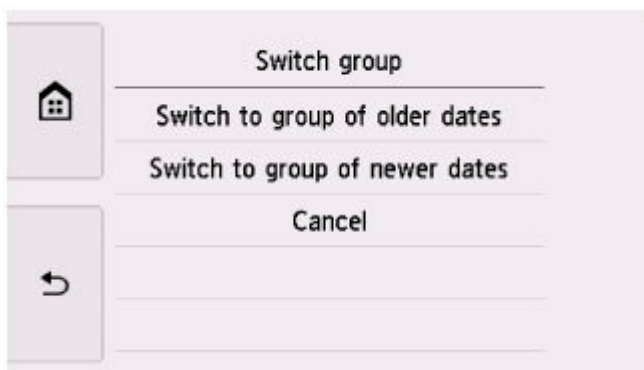 Switch group
Switch to group of older dates
Switch to group of newer dates
Cancel